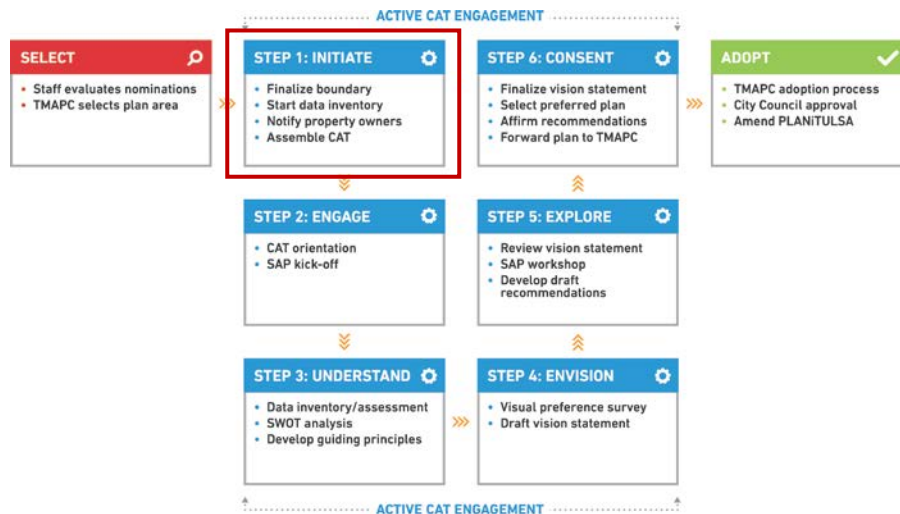 ACTIVE CAT ENGAGEMENT
SELECT
• Staff evaluates nominations
• TMAPC selects plan area
STEP 1: INITIATE
• Finalize boundary
• Start data inventory
• Notify property owners
• Assemble CAT
STEP 2: ENGAGE
• CAT orientation
• SAP kick-off
STEP 3: UNDERSTAND
• Data inventory/assessment
• SWOT analysis
• Develop guiding principles
STEP 4: ENVISION
• Visual preference survey
• Draft vision statement
STEP 5: EXPLORE
• Review vision statement
• SAP workshop
• Develop draft
recommendations
STEP 6: CONSENT
• Finalize vision statement
• Select preferred plan
• Affirm recommendations
• Forward plan to TMAPC
ADOPT
• TMAPC adoption process
• City Council approval
• Amend PLANiTULSA
ACTIVE CAT ENGAGEMENT